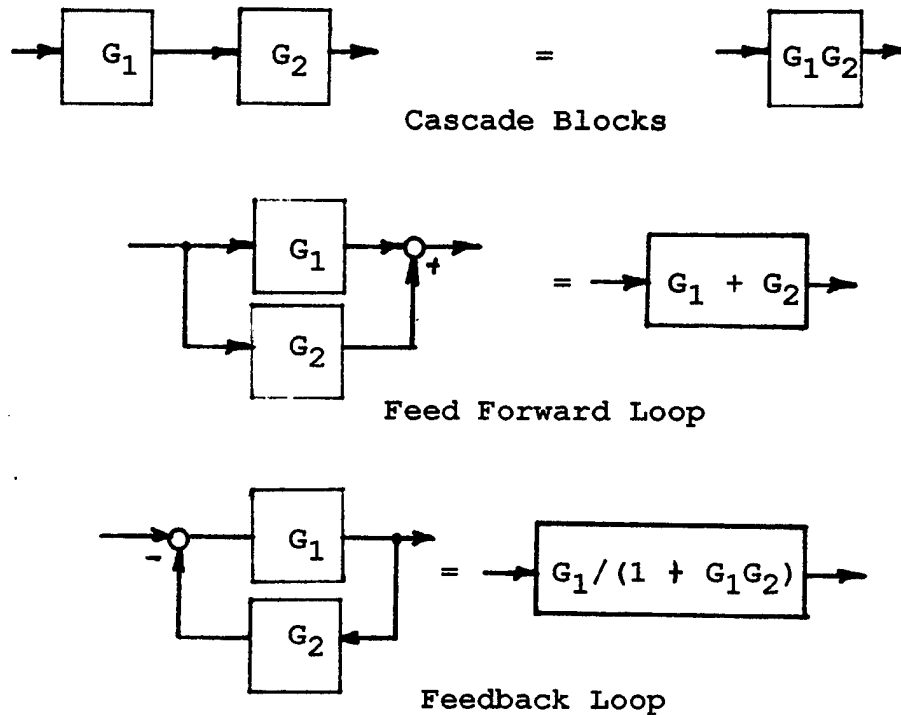 G₁ G₂ = G₁G₂
Cascade Blocks
G₁ + = G₁ + G₂
G₂
Feed Forward Loop
- G₁ = G₁/(1 + G₁G₂)
G₂
Feedback Loop